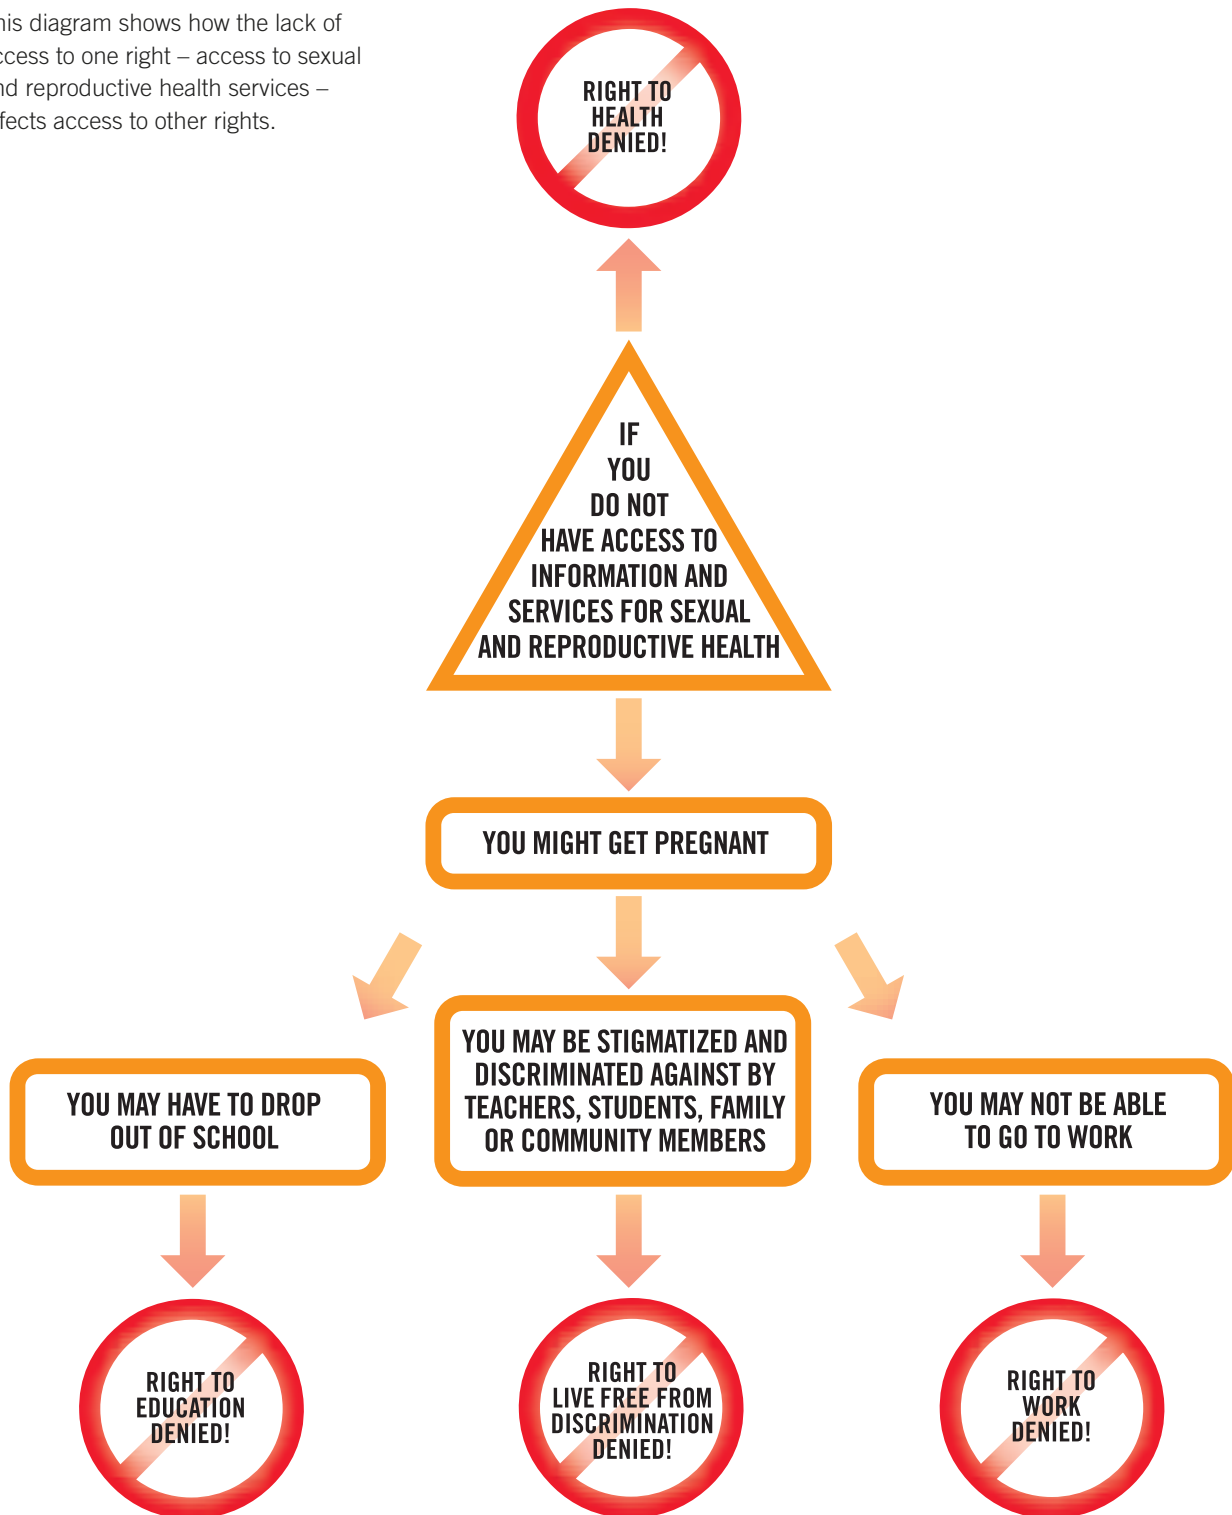 his diagram shows how the lack of
ccess to one right – access to sexual
nd reproductive health services –
ffects access to other rights.
RIGHT TO
HEALTH
DENIED!
IF
YOU
DO NOT
HAVE ACCESS TO
INFORMATION AND
SERVICES FOR SEXUAL
AND REPRODUCTIVE HEALTH
YOU MIGHT GET PREGNANT
YOU MAY HAVE TO DROP
OUT OF SCHOOL
YOU MAY BE STIGMATIZED AND
DISCRIMINATED AGAINST BY
TEACHERS, STUDENTS, FAMILY
OR COMMUNITY MEMBERS
YOU MAY NOT BE ABLE
TO GO TO WORK
RIGHT TO
EDUCATION
DENIED!
RIGHT TO
LIVE FREE FROM
DISCRIMINATION
DENIED!
RIGHT TO
WORK
DENIED!